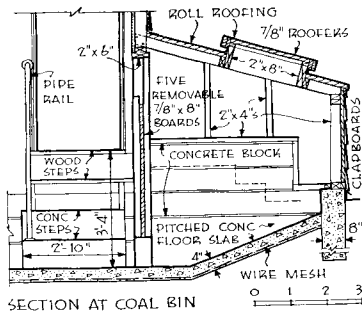 ROLL ROOFING
7/8" ROOFERS
2" x 6"
2" x 8"
PIPE
RAIL
FIVE
REMOVABLE
7/8" x 8"
BOARDS
2" x 4"s
CLAPBOARDS
WOOD
STEPS
CONCRETE BLOCK
CONC
STEPS
3'-4"
2'-10"
PITCHED CONC
FLOOR SLAB
8"
4"
WIRE MESH
SECTION AT COAL BIN
0 1 2 3